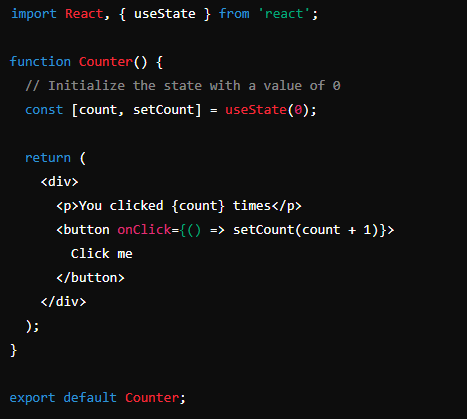 import React, { useState } from 'react';
function Counter() {
  // Initialize the state with a value of 0
  const [count, setCount] = useState(0);
  return (
    <div>
      <p>You clicked {count} times</p>
      <button onClick={() => setCount(count + 1)}>
        Click me
      </button>
    </div>
  );
}
export default Counter;